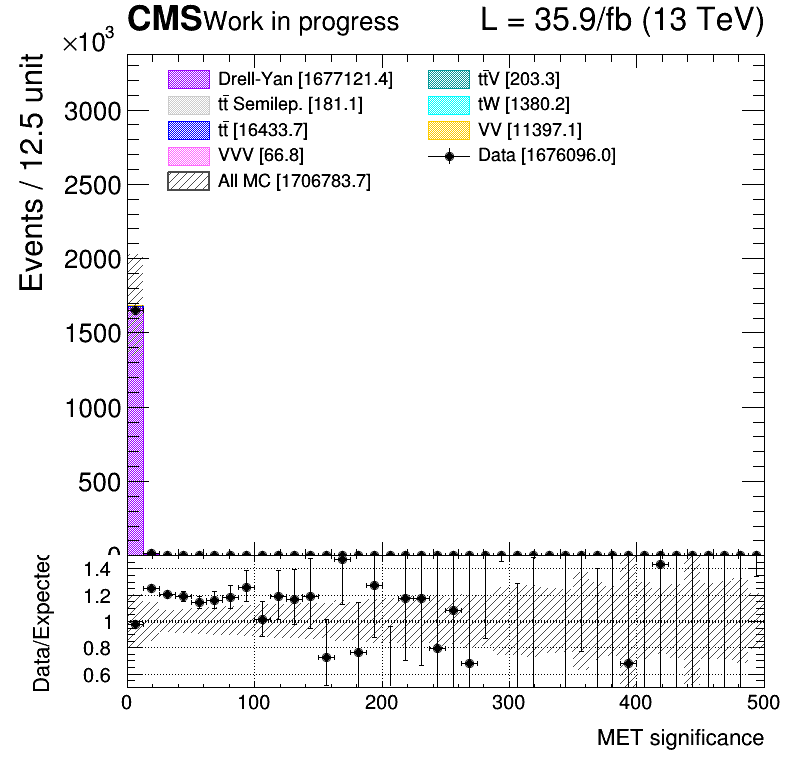 CMS Work in progress L = 35.9/fb (13 TeV)
×10³
Events / 12.5 unit
Drell-Yan [1677121.4]
tt̄ Semilep. [181.1]
tt̄ [16433.7]
VVV [66.8]
All MC [1706783.7]
tt̄V [203.3]
tW [1380.2]
VV [11397.1]
Data [1676096.0]
3000
2500
2000
1500
1000
500
0
Data/Expected
1.4
1.2
1
0.8
0.6
0 100 200 300 400 500
MET significance